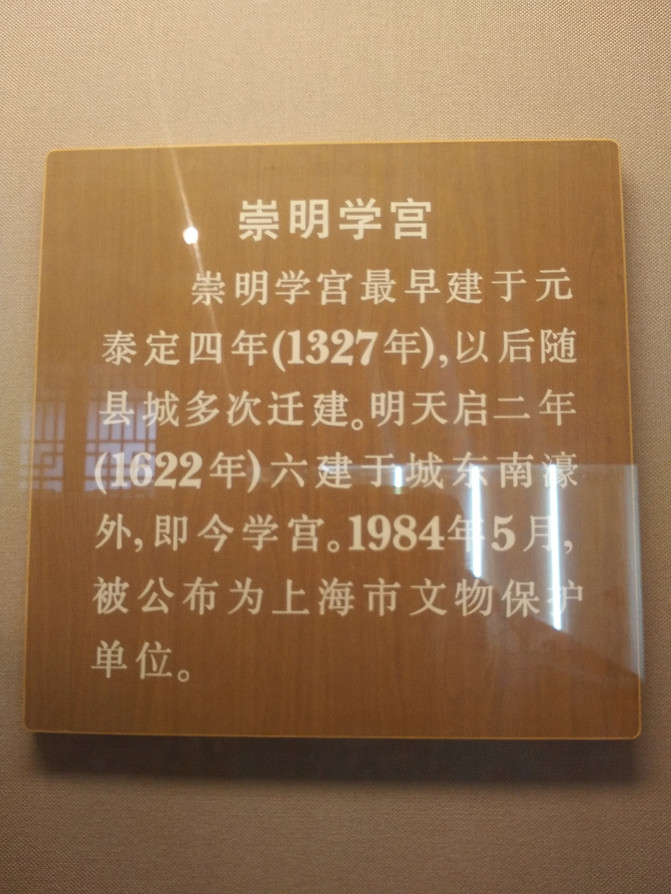 崇明学宫
崇明学宫最早建于元
泰定四年(1327年),以后随
县城多次迁建。明天启二年
(1622年)六建于城东南濠
外,即今学宫。1984年5月,
被公布为上海市文物保护
单位。